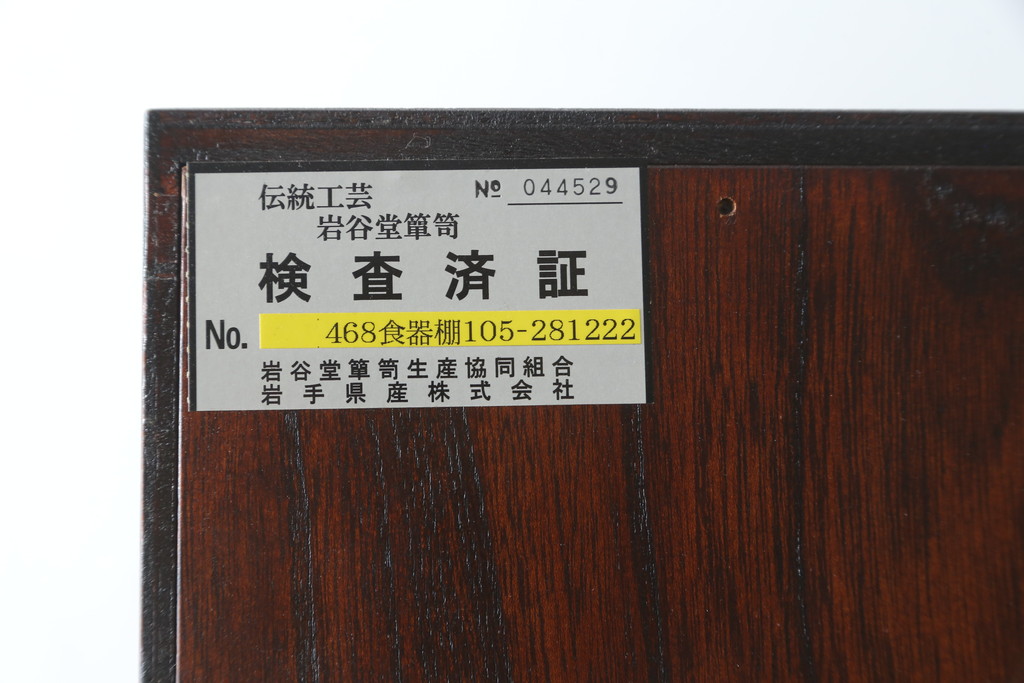 伝統工芸 № 044529
岩谷堂簞笥
検査済証
No. 468食器棚105-281222
岩谷堂簞笥生産協同組合
岩手県産株式会社